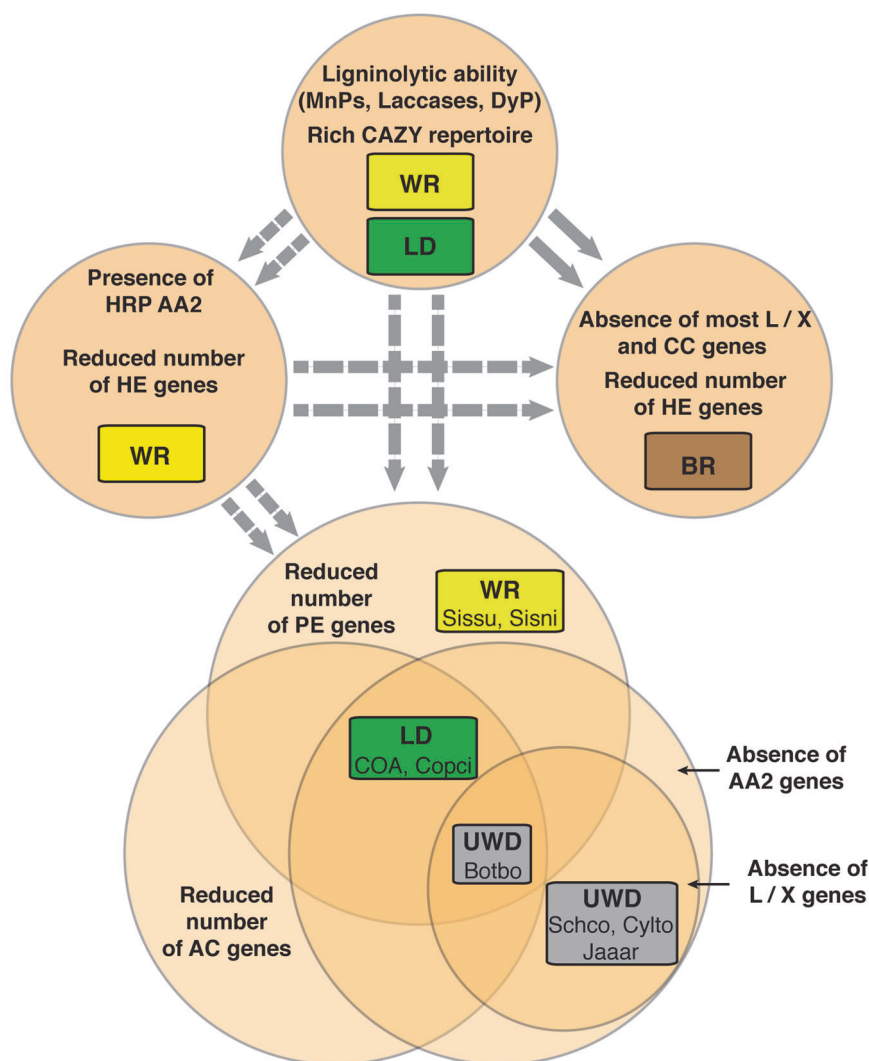 Ligninolytic ability
(MnPs, Laccases, DyP)
Rich CAZY repertoire
WR
LD
Presence of
HRP AA2
Reduced number
of HE genes
WR
Absence of most L / X
and CC genes
Reduced number
of HE genes
BR
Reduced
number
of PE genes
WR
Sissu, Sisni
LD
COA, Copci
Absence of
AA2 genes
UWD
Botbo
Absence of
L / X genes
UWD
Schco, Cylto
Jaaar
Reduced
number
of AC genes